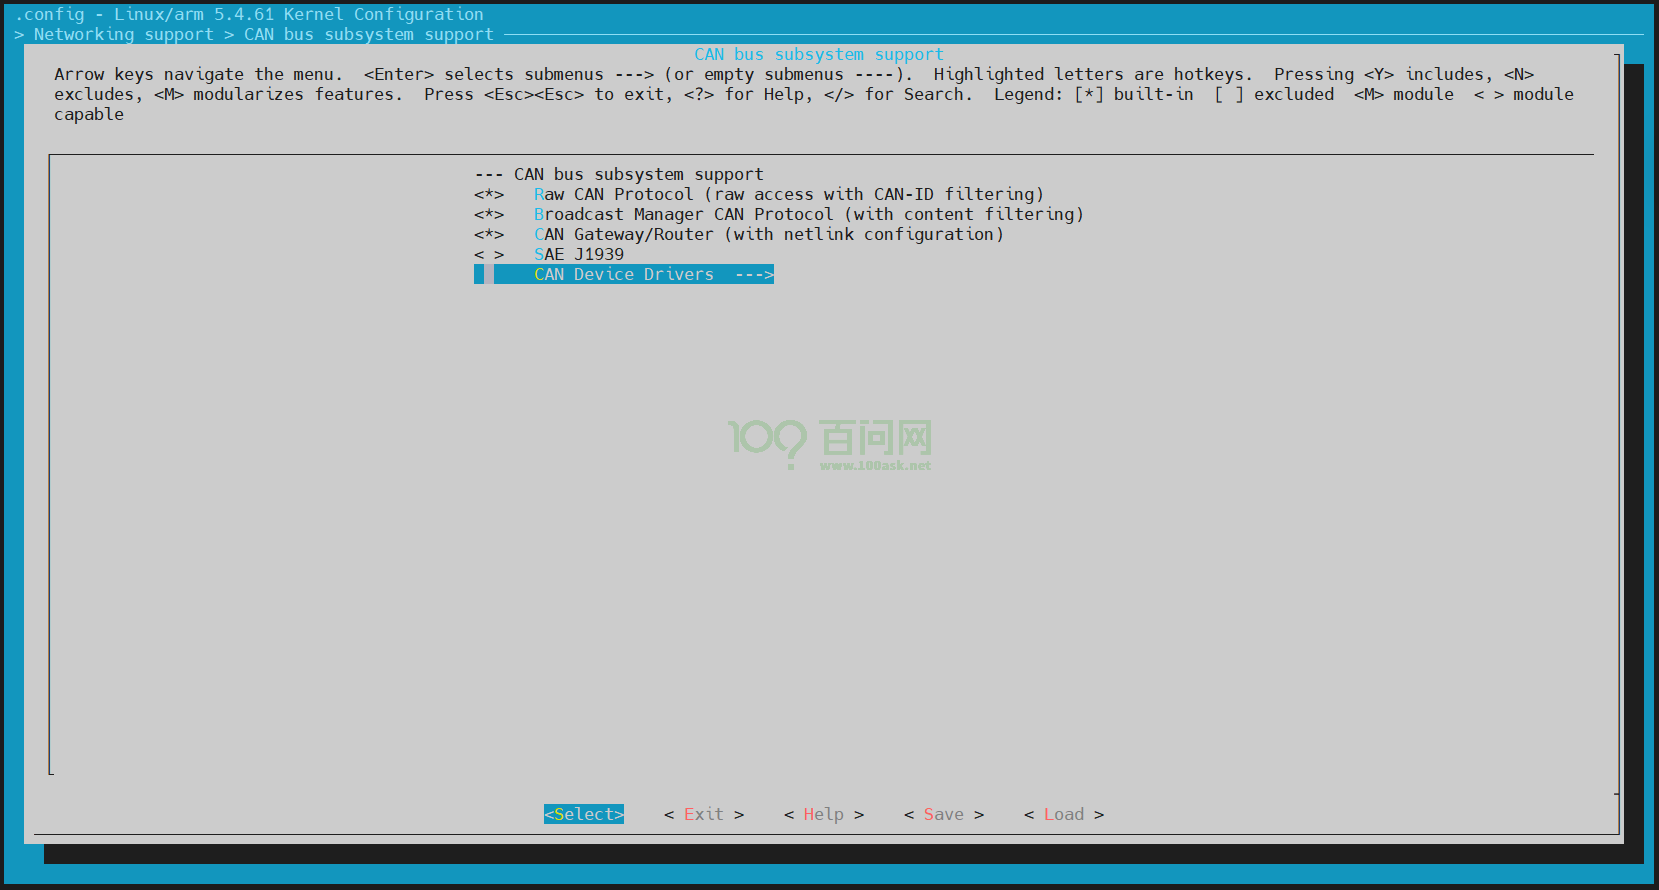 .config - Linux/arm 5.4.61 Kernel Configuration
> Networking support > CAN bus subsystem support
CAN bus subsystem support
Arrow keys navigate the menu.  <Enter> selects submenus ---> (or empty submenus ----).  Highlighted letters are hotkeys.  Pressing <Y> includes, <N>
excludes, <M> modularizes features.  Press <Esc><Esc> to exit, <?> for Help, </> for Search.  Legend: [*] built-in  [ ] excluded  <M> module  < > module
capable
--- CAN bus subsystem support
<*>   Raw CAN Protocol (raw access with CAN-ID filtering)
<*>   Broadcast Manager CAN Protocol (with content filtering)
<*>   CAN Gateway/Router (with netlink configuration)
< >   SAE J1939
CAN Device Drivers  --->
100? 百问网
www.100ask.net
<Select>    < Exit >    < Help >    < Save >    < Load >